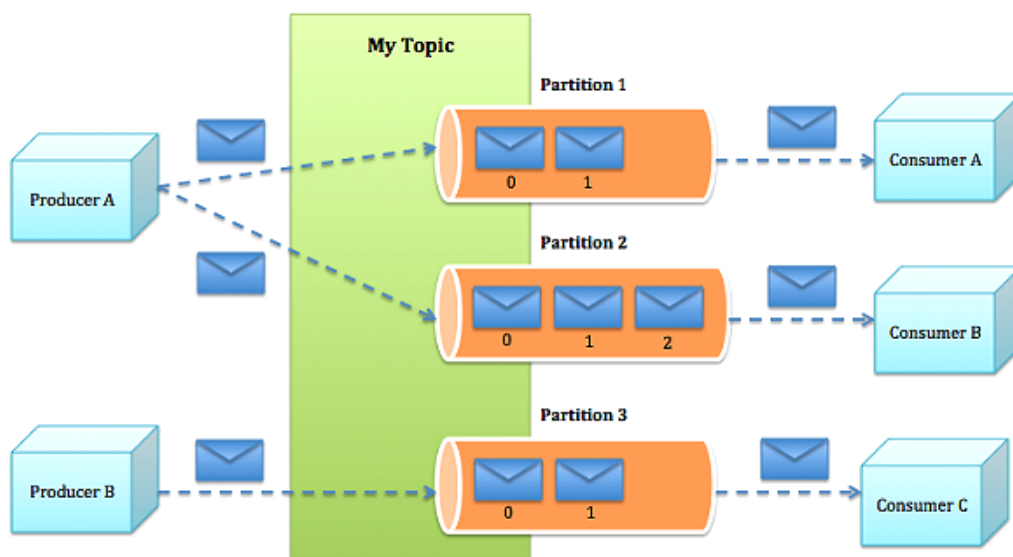 My Topic
Partition 1
Producer A
0 1
Consumer A
Partition 2
0 1 2
Consumer B
Partition 3
Producer B
0 1
Consumer C